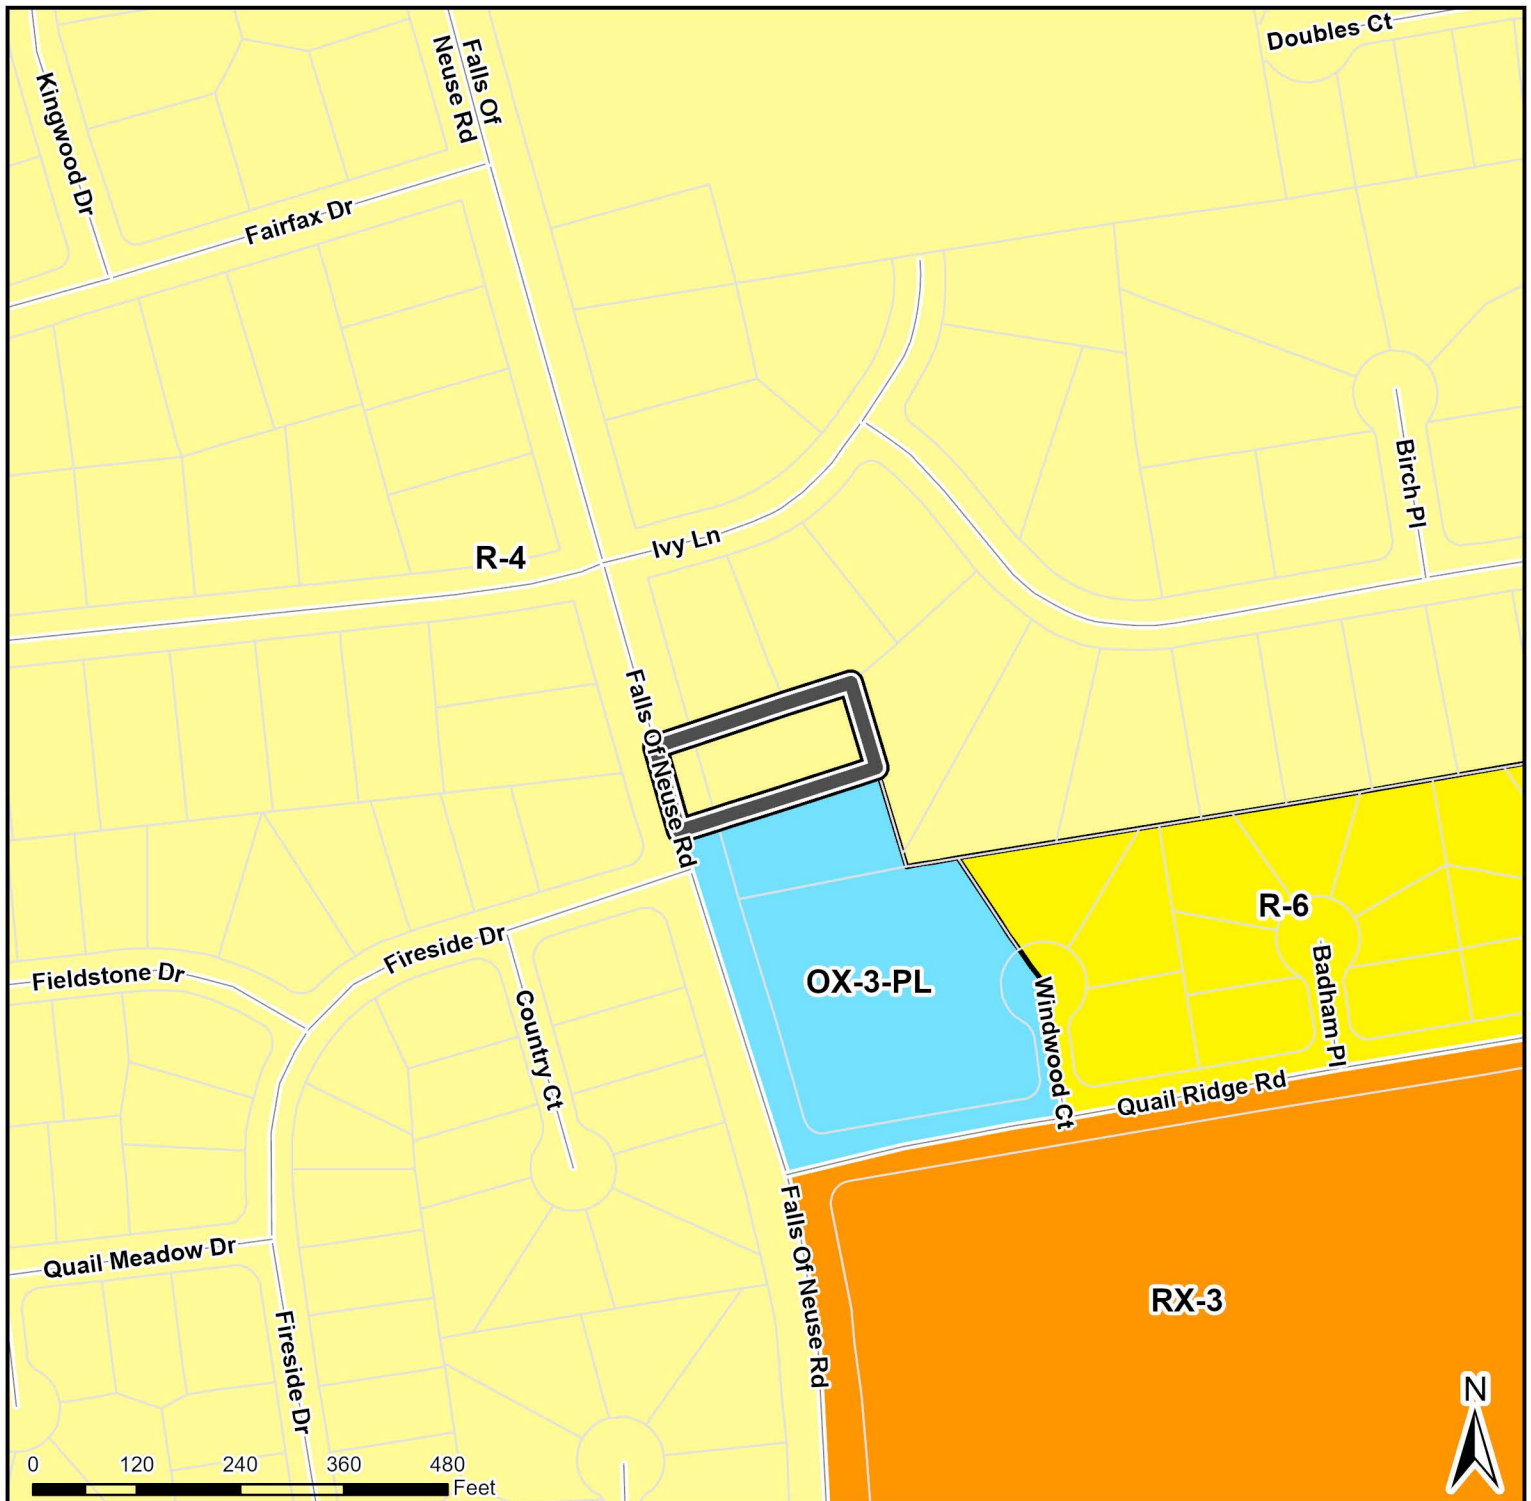 Doubles Ct
Falls Of
Neuse Rd
Kingwood Dr
Fairfax Dr
Birch Pl
Ivy Ln
R-4
Falls Of Neuse Rd
R-6
Fireside Dr
Fieldstone Dr
OX-3-PL
Badham Pl
Windwood Ct
Country Ct
Quail Ridge Rd
Quail Meadow Dr
Falls Of Neuse Rd
RX-3
Fireside Dr
N
0 120 240 360 480
Feet